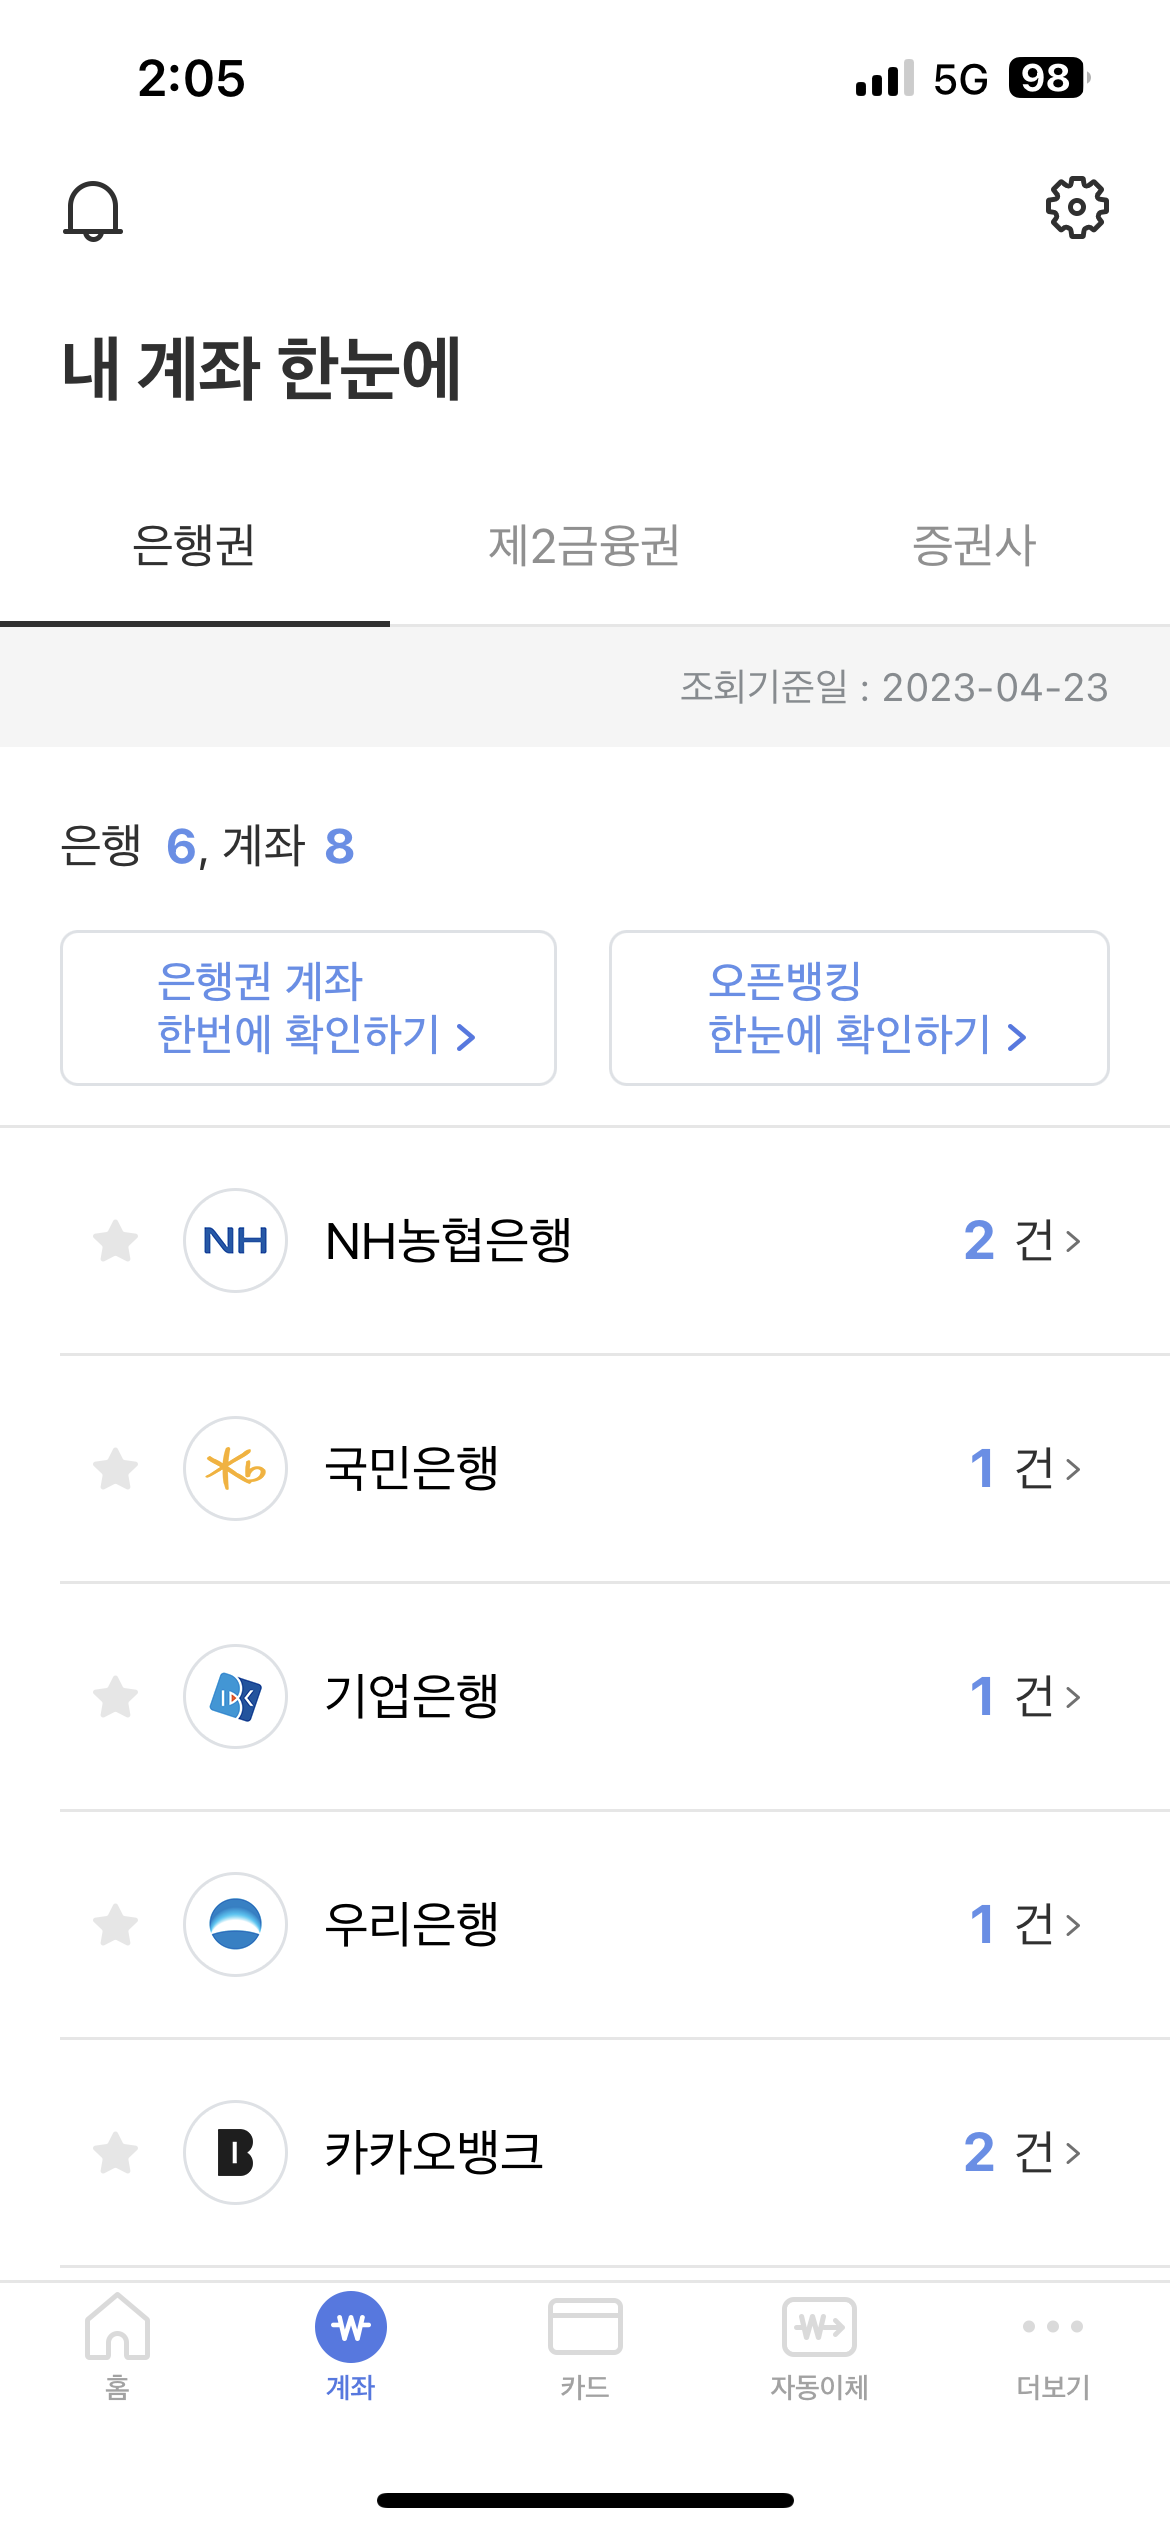 2:05
5G 98
내 계좌 한눈에
은행권 제2금융권 증권사
조회기준일 : 2023-04-23
은행 6, 계좌 8
은행권 계좌
한번에 확인하기 >
오픈뱅킹
한눈에 확인하기 >
NH NH농협은행 2 건 >
국민은행 1 건 >
기업은행 1 건 >
우리은행 1 건 >
카카오뱅크 2 건 >
홈 계좌 카드 자동이체 더보기